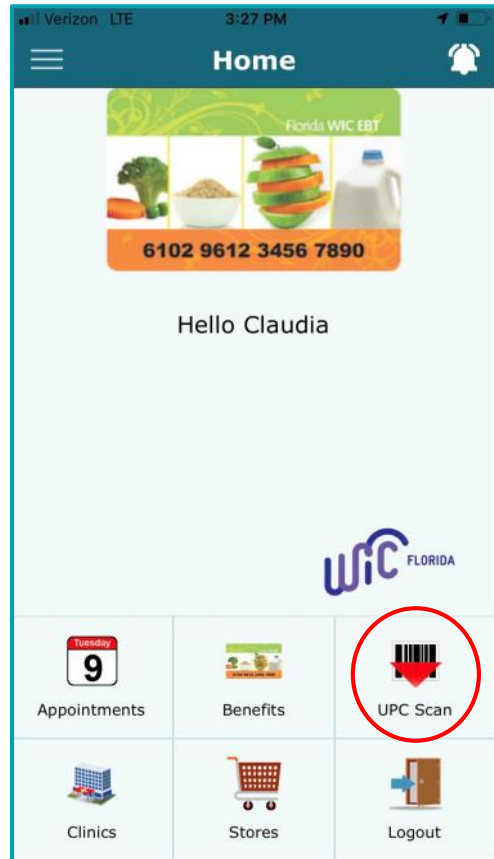 Verizon LTE 3:27 PM
Home
Florida WIC EBT
6102 9612 3456 7890
Hello Claudia
WIC FLORIDA
Tuesday
9
Appointments Benefits UPC Scan
Clinics Stores Logout